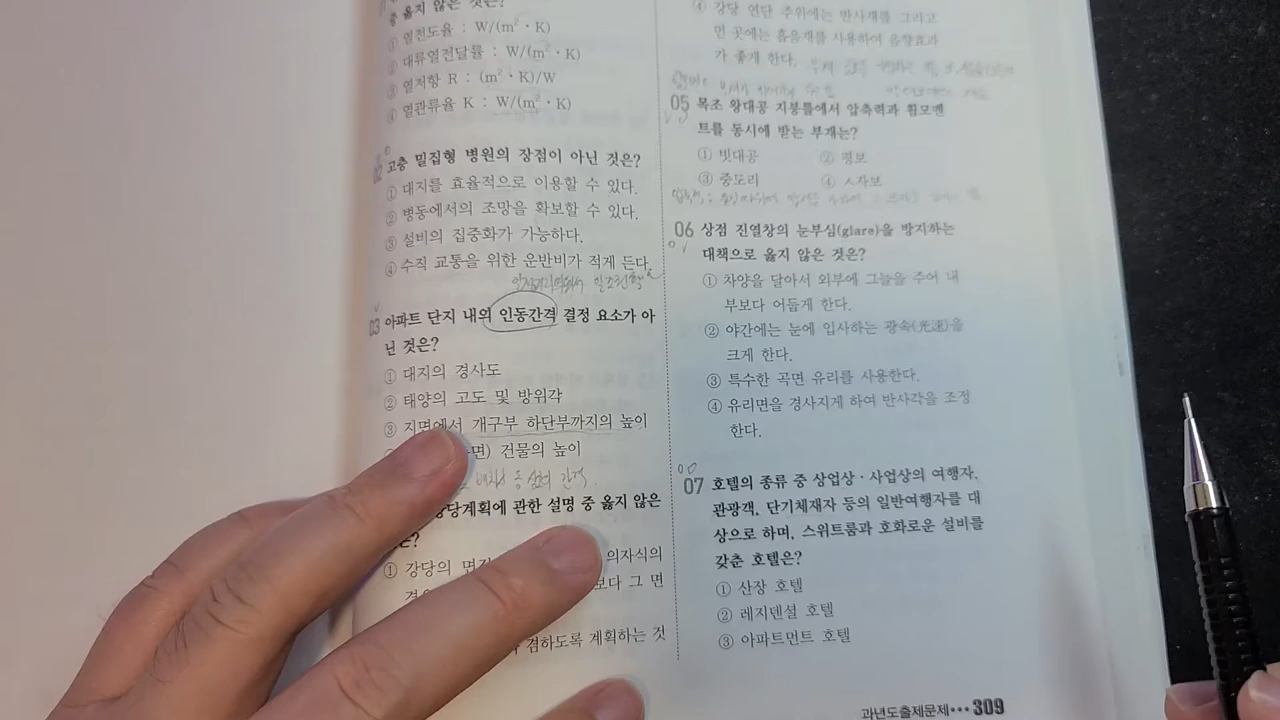 중 옳지 않은 것은?
① 열전도율 : W/(m²·K)
② 대류열전달률 : W/(m²·K)
③ 열저항 R : (m²·K)/W
④ 열관류율 K : W/(m²·K)
02 고층 밀집형 병원의 장점이 아닌 것은?
① 대지를 효율적으로 이용할 수 있다.
② 병동에서의 조망을 확보할 수 있다.
③ 설비의 집중화가 가능하다.
④ 수직 교통을 위한 운반비가 적게 든다.
03 아파트 단지 내의 인동간격 결정 요소가 아
닌 것은?
① 대지의 경사도
② 태양의 고도 및 방위각
③ 지면에서 개구부 하단부까지의 높이
건물의 높이
강당계획에 관한 설명 중 옳지 않은
① 강당의 면 의자식의
보다 그 면
겸하도록 계획하는 것
④ 강당 연단 주위에는 반사재를 그리고
먼 곳에는 흡음재를 사용하여 음향효과
가 좋게 한다.
05 목조 왕대공 지붕틀에서 압축력과 휨모멘
트를 동시에 받는 부재는?
① 빗대공 ② 평보
③ 중도리 ④ ㅅ자보
06 상점 진열창의 눈부심(glare)을 방지하는
대책으로 옳지 않은 것은?
① 차양을 달아서 외부에 그늘을 주어 내
부보다 어둡게 한다.
② 야간에는 눈에 입사하는 광속(光速)을
크게 한다.
③ 특수한 곡면 유리를 사용한다.
④ 유리면을 경사지게 하여 반사각을 조정
한다.
07 호텔의 종류 중 상업상·사업상의 여행자,
관광객, 단기체재자 등의 일반여행자를 대
상으로 하며, 스위트룸과 호화로운 설비를
갖춘 호텔은?
① 산장 호텔
② 레지덴셜 호텔
③ 아파트먼트 호텔
과년도출제문제••• 309